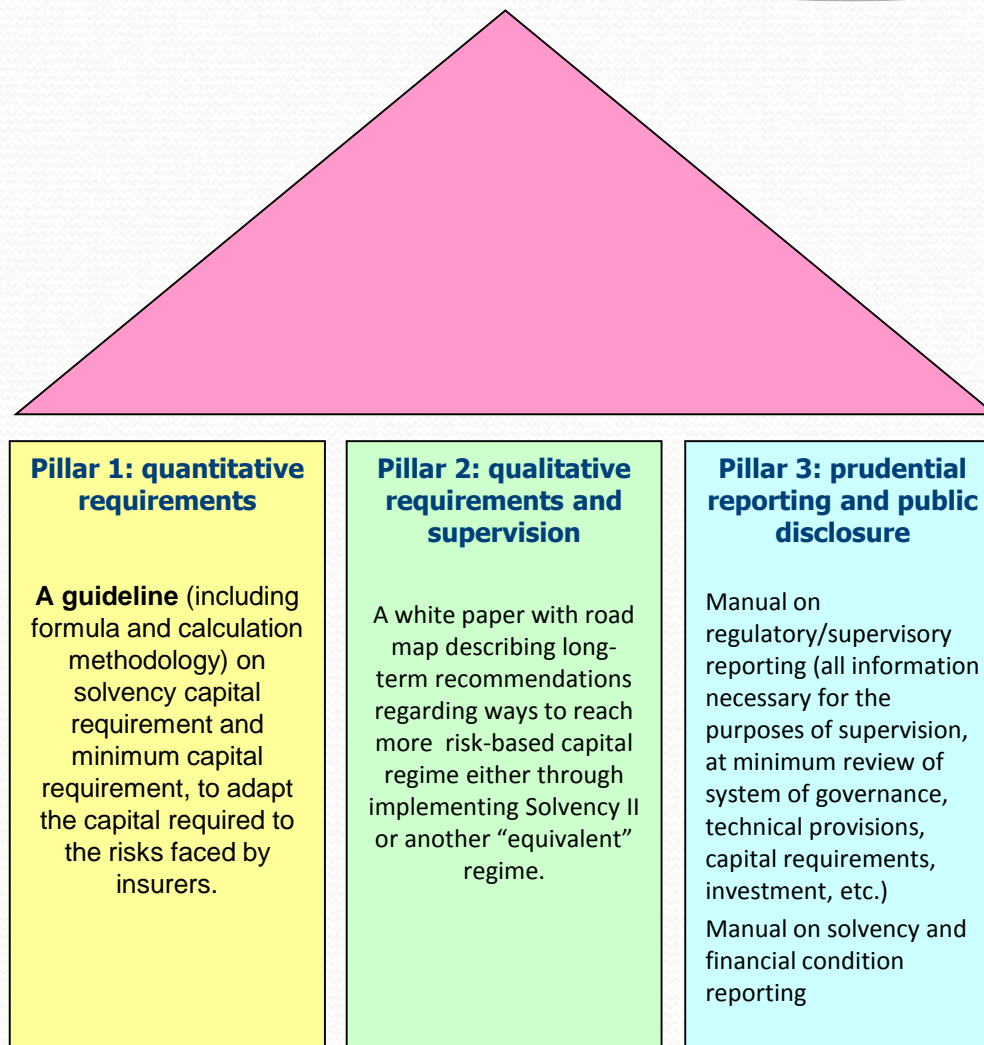 Pillar 1: quantitative
requirements
A guideline (including
formula and calculation
methodology) on
solvency capital
requirement and
minimum capital
requirement, to adapt
the capital required to
the risks faced by
insurers.
Pillar 2: qualitative
requirements and
supervision
A white paper with road
map describing long-
term recommendations
regarding ways to reach
more risk-based capital
regime either through
implementing Solvency II
or another “equivalent”
regime.
Pillar 3: prudential
reporting and public
disclosure
Manual on
regulatory/supervisory
reporting (all information
necessary for the
purposes of supervision,
at minimum review of
system of governance,
technical provisions,
capital requirements,
investment, etc.)
Manual on solvency and
financial condition
reporting